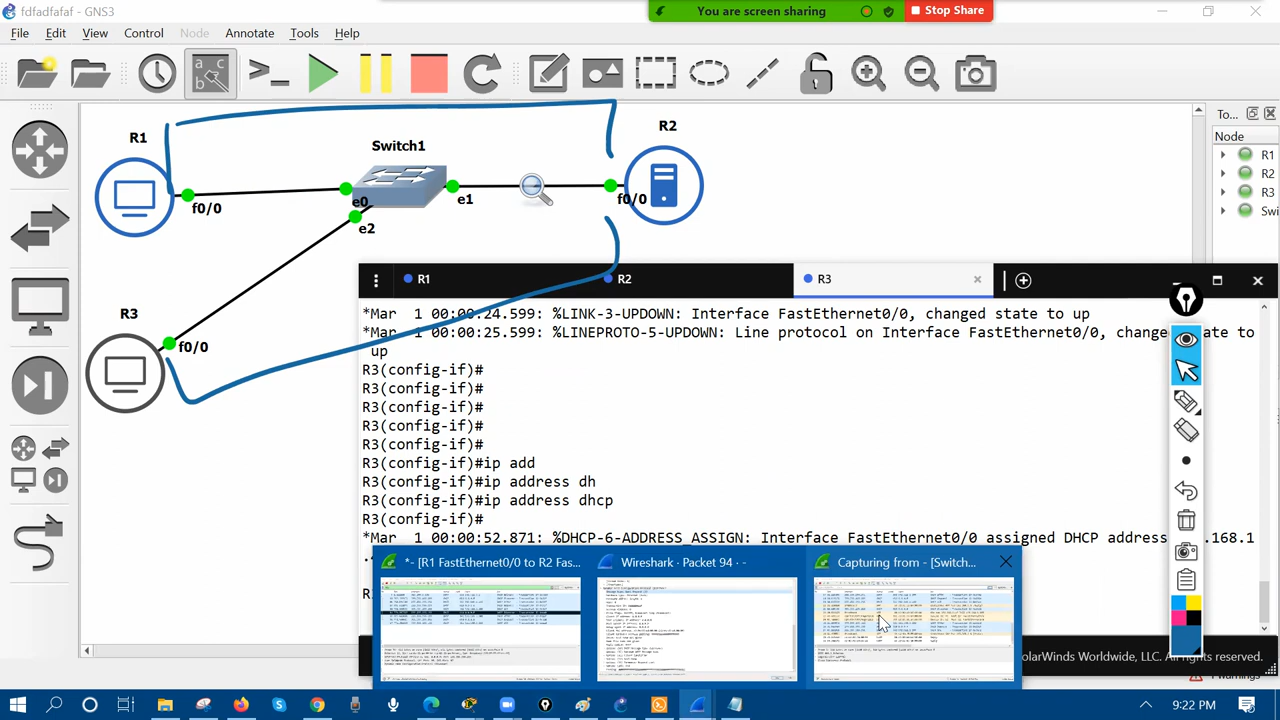 fdfadfafaf - GNS3
You are screen sharing
Stop Share
File Edit View Control Node Annotate Tools Help
R1
Switch1
R2
f0/0
e0
e1
f0/0
e2
R3
f0/0
To...
Node
R1
R2
R3
Swi
R1
R2
R3
*Mar 1 00:00:24.599: %LINK-3-UPDOWN: Interface FastEthernet0/0, changed state to up
*Mar 1 00:00:25.599: %LINEPROTO-5-UPDOWN: Line protocol on Interface FastEthernet0/0, changed state to
up
R3(config-if)#
R3(config-if)#
R3(config-if)#
R3(config-if)#
R3(config-if)#
R3(config-if)#ip add
R3(config-if)#ip address dh
R3(config-if)#ip address dhcp
R3(config-if)#
*Mar 1 00:00:52.871: %DHCP-6-ADDRESS_ASSIGN: Interface FastEthernet0/0 assigned DHCP address
.168.1
*- [R1 FastEthernet0/0 to R2 Fas...
Wireshark · Packet 94 · -
Capturing from - [Switch...
LLC. All rights reserved.
9:22 PM